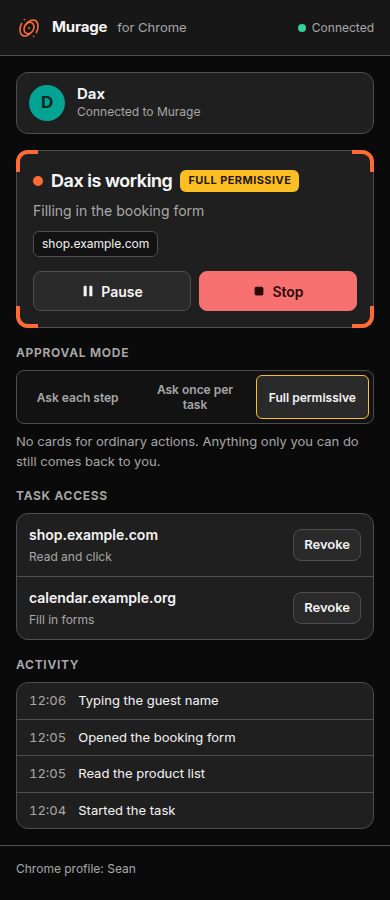 Murage for Chrome
Connected
D
Dax
Connected to Murage
Dax is working
FULL PERMISSIVE
Filling in the booking form
shop.example.com
Pause
Stop
APPROVAL MODE
Ask each step
Ask once per
task
Full permissive
No cards for ordinary actions. Anything only you can do
still comes back to you.
TASK ACCESS
shop.example.com
Read and click
Revoke
calendar.example.org
Fill in forms
Revoke
ACTIVITY
12:06 Typing the guest name
12:05 Opened the booking form
12:05 Read the product list
12:04 Started the task
Chrome profile: Sean